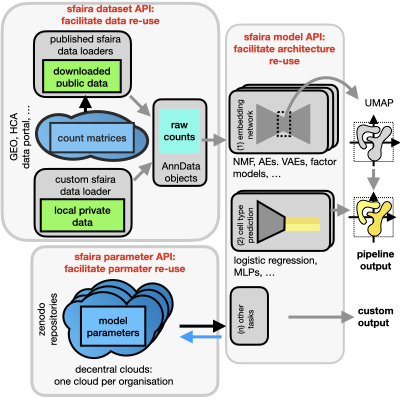 sfaira dataset API:
facilitate data re-use
published sfaira
data loaders
downloaded
public data
GEO, HCA
data portal, ...
count matrices
custom sfaira
data loader
local private
data
raw
counts
AnnData
objects
sfaira model API:
facilitate architecture
re-use
(1) embedding
network
NMF, AEs. VAEs, factor
models, ...
(2) cell type
prediction
logistic regression,
MLPs, ...
(n) other
tasks
UMAP
pipeline
output
custom
output
sfaira parameter API:
facilitate parmater re-use
zenodo
repositories
model
parameters
decentral clouds:
one cloud per organisation